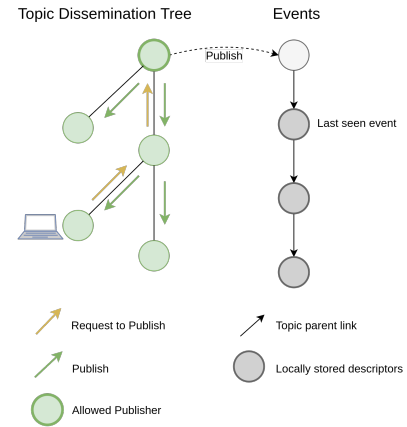 Topic Dissemination Tree
Events
Publish
Last seen event
Request to Publish
Topic parent link
Publish
Locally stored descriptors
Allowed Publisher